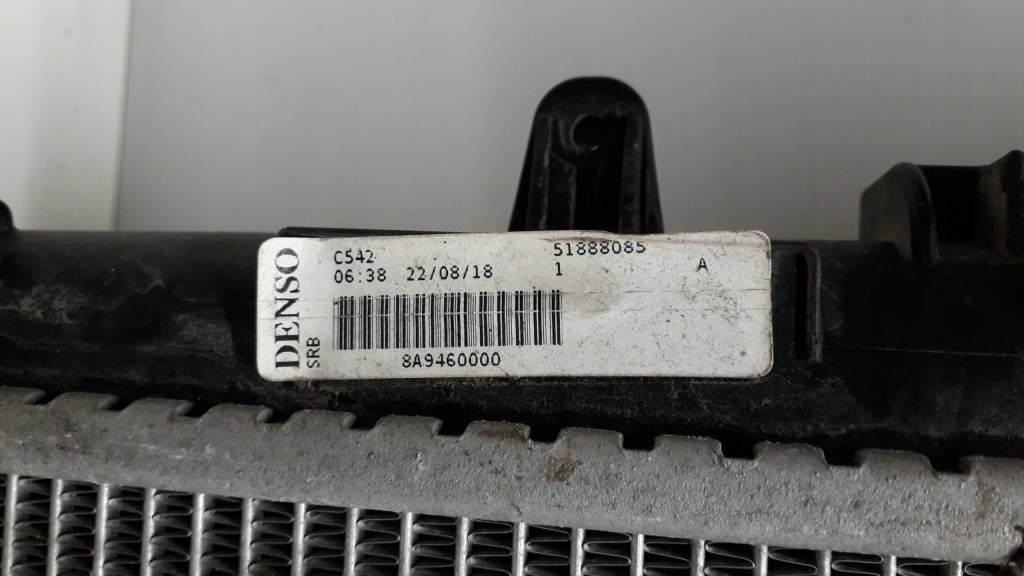 DENSO
SRB
C542 51888085
06:38 22/08/18 1 A
8A9460000